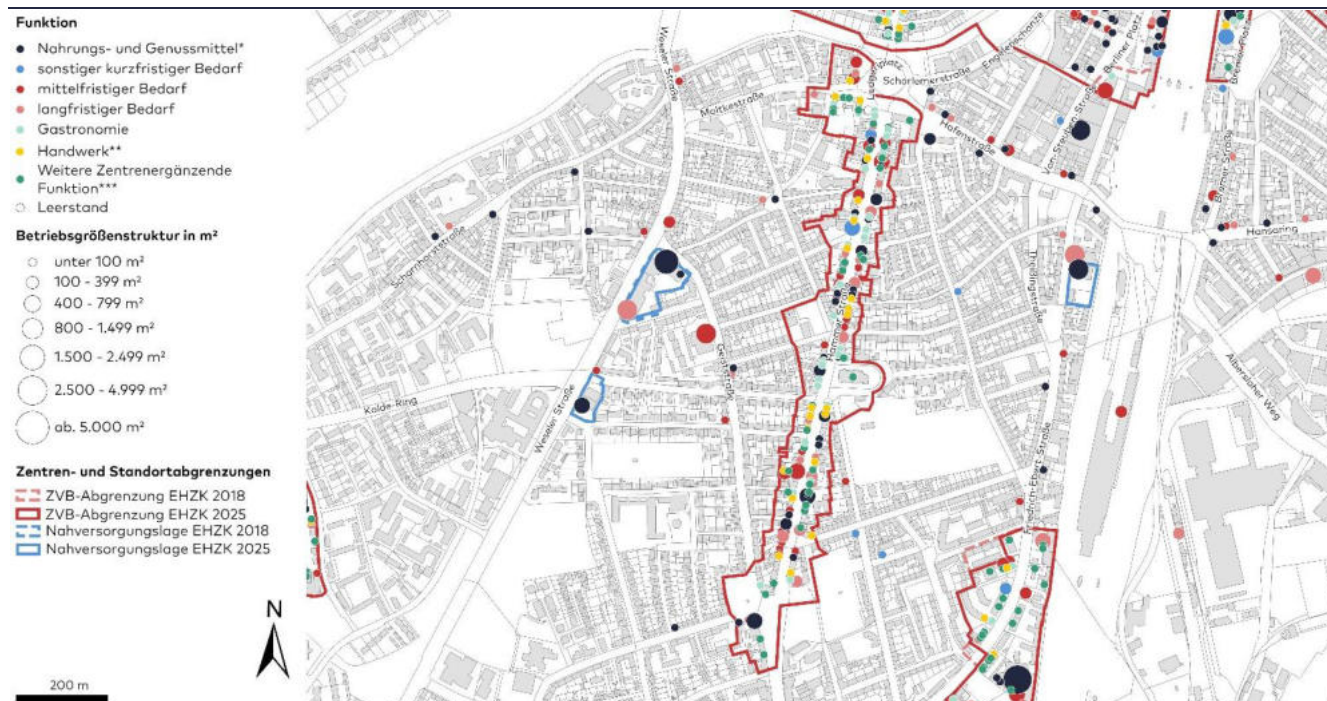 Funktion
Nahrungs- und Genussmittel*
sonstiger kurzfristiger Bedarf
mittelfristiger Bedarf
langfristiger Bedarf
Gastronomie
Handwerk**
Weitere Zentrenergänzende
Funktion***
Leerstand
Betriebsgrößenstruktur in m²
unter 100 m²
100 - 399 m²
400 - 799 m²
800 - 1.499 m²
1.500 - 2.499 m²
2.500 - 4.999 m²
ab. 5.000 m²
Zentren- und Standortabgrenzungen
ZVB-Abgrenzung EHZK 2018
ZVB-Abgrenzung EHZK 2025
Nahversorgungslage EHZK 2018
Nahversorgungslage EHZK 2025
N
200 m
Weseler Straße
Moltkestraße
Scharnhorststraße
Schorlemerstraße
Engelenschanze
Berliner Platz
Bremer Platz
Hafenstraße
Von-Steuben-Straße
Bremer Straße
Hansaring
Hammer Straße
Geiststraße
Kolde-Ring
Weseler Straße
Friedrich-Ebert-Straße
Albersloher Weg